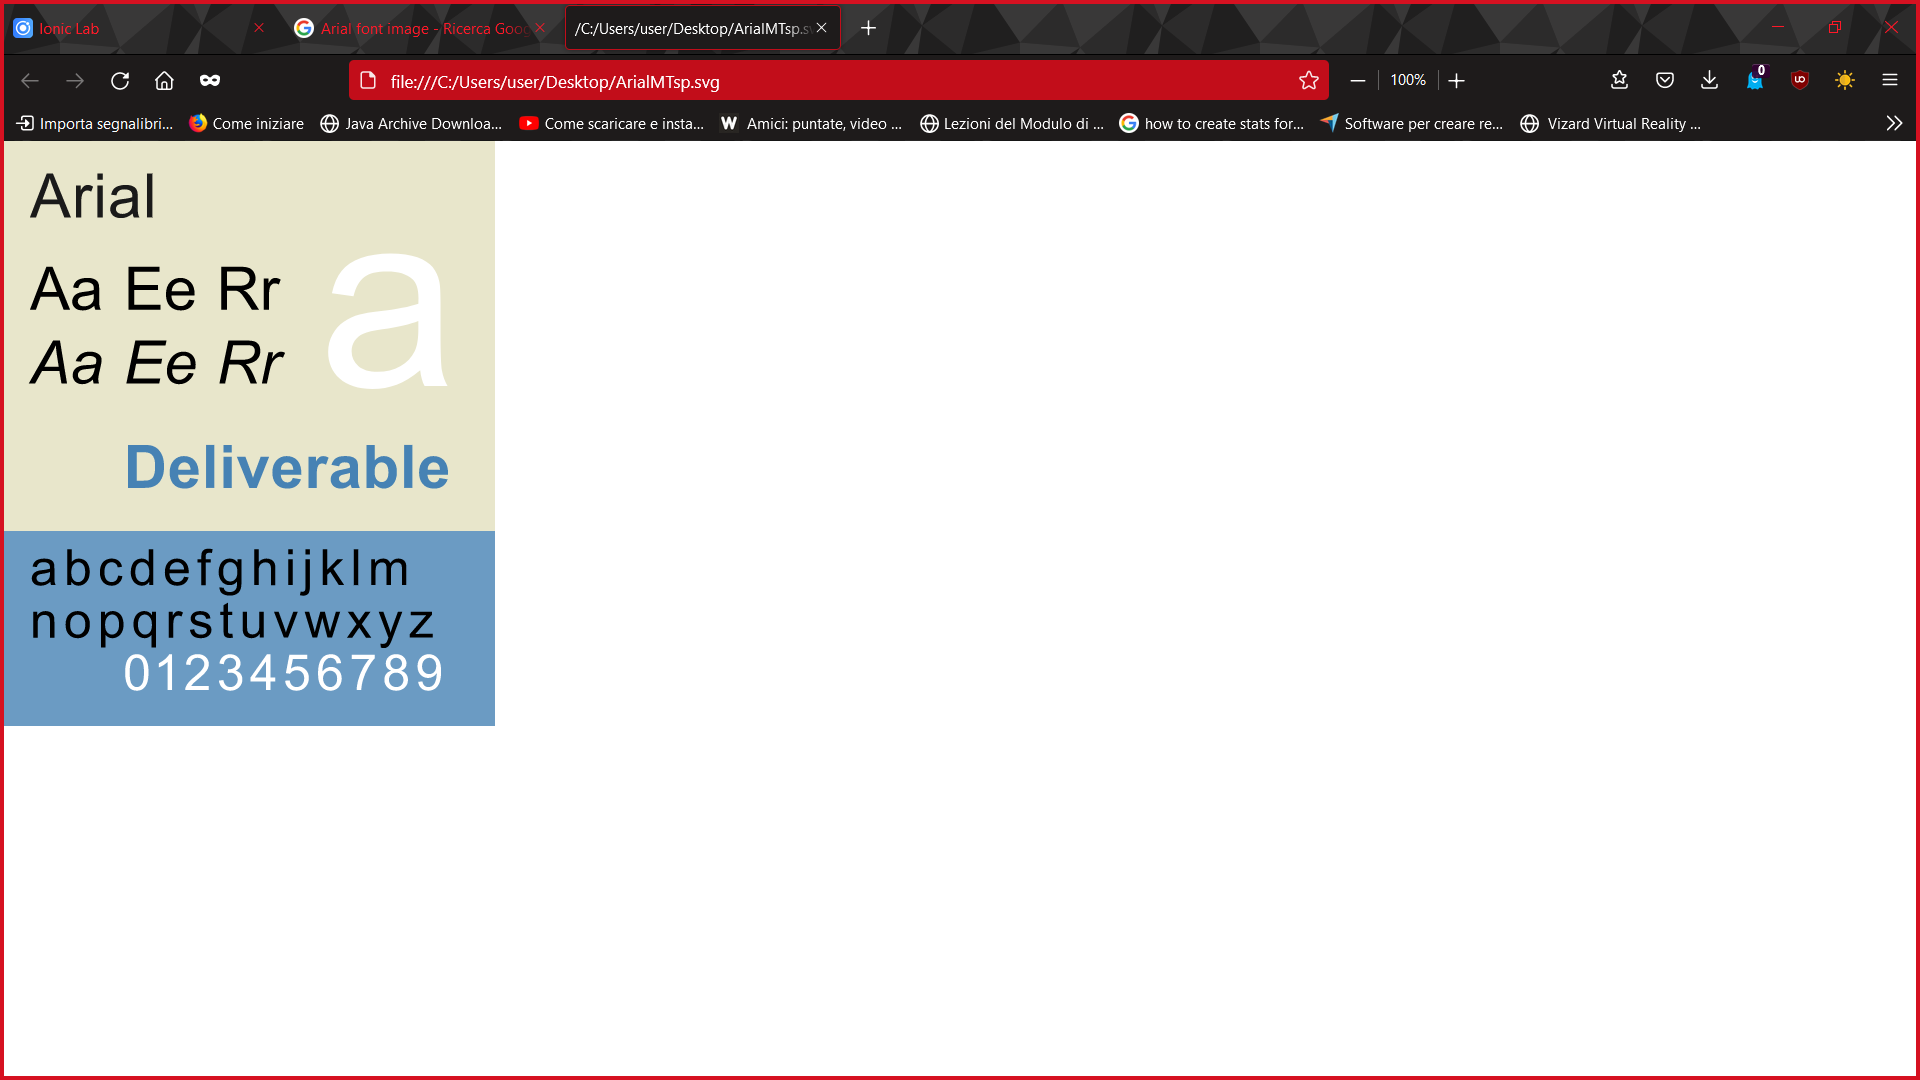 Ionic Lab
Arial font image - Ricerca Goog
/C:/Users/user/Desktop/ArialMTsp.sv
file:///C:/Users/user/Desktop/ArialMTsp.svg
100%
0
Importa segnalibri...
Come iniziare
Java Archive Downloa...
Come scaricare e insta...
W Amici: puntate, video ...
Lezioni del Modulo di ...
how to create stats for...
Software per creare re...
Vizard Virtual Reality ...
Arial
Aa Ee Rr
a
Aa Ee Rr
Deliverable
abcdefghijklm
nopqrstuvwxyz
0123456789